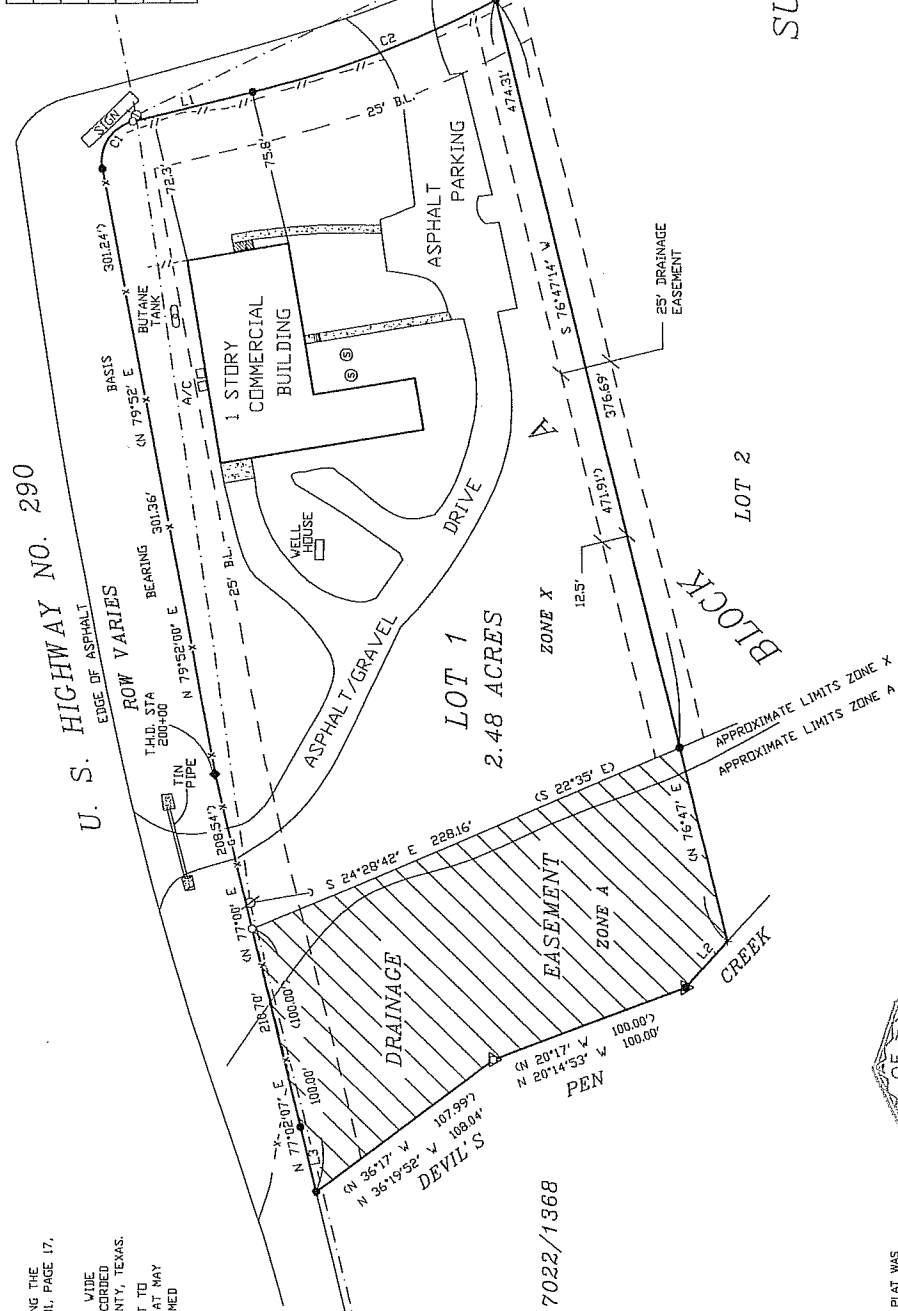 U. S. HIGHWAY NO. 290
EDGE OF ASPHALT
ROW VARIES
T.H.D. STA
200+00
TIN
PIPE
SIGN
C1
L1
C2
301.24')
BASIS
(N 79°52' E
301.36'
BEARING
N 79°52'00" E
208.54')
G
(N 77°00' E
210.70'
(100.00')
N 77°02'07" E
100.00'
L3
25' B.L.
25' B.L.
72.3'
75.8'
BUTANE
TANK
A/C
1 STORY
COMMERCIAL
BUILDING
S
S
ASPHALT
PARKING
WELL
HOUSE
DRIVE
ASPHALT/GRAVEL
LOT 1
2.48 ACRES
ZONE X
12.5'
474.31'
S 76°47'14" W
376.69'
471.91')
25' DRAINAGE
EASEMENT
BLOCK A
LOT 2
APPROXIMATE LIMITS ZONE X
APPROXIMATE LIMITS ZONE A
(S 22°35' E)
S 24°28'42" E 228.16'
(N 76°47' E
DRAINAGE
EASEMENT
ZONE A
L2
CREEK
(N 20°17' W 100.00')
N 20°14'53" W 100.00'
PEN
(N 36°17' W 107.99')
N 36°19'52" W 108.04'
DEVIL'S
7022/1368
NG THE
PAGE 17,
WIDE
CORDED
NTY, TEXAS.
T TO
AT MAY
MED
PLAT WAS
OF
SU